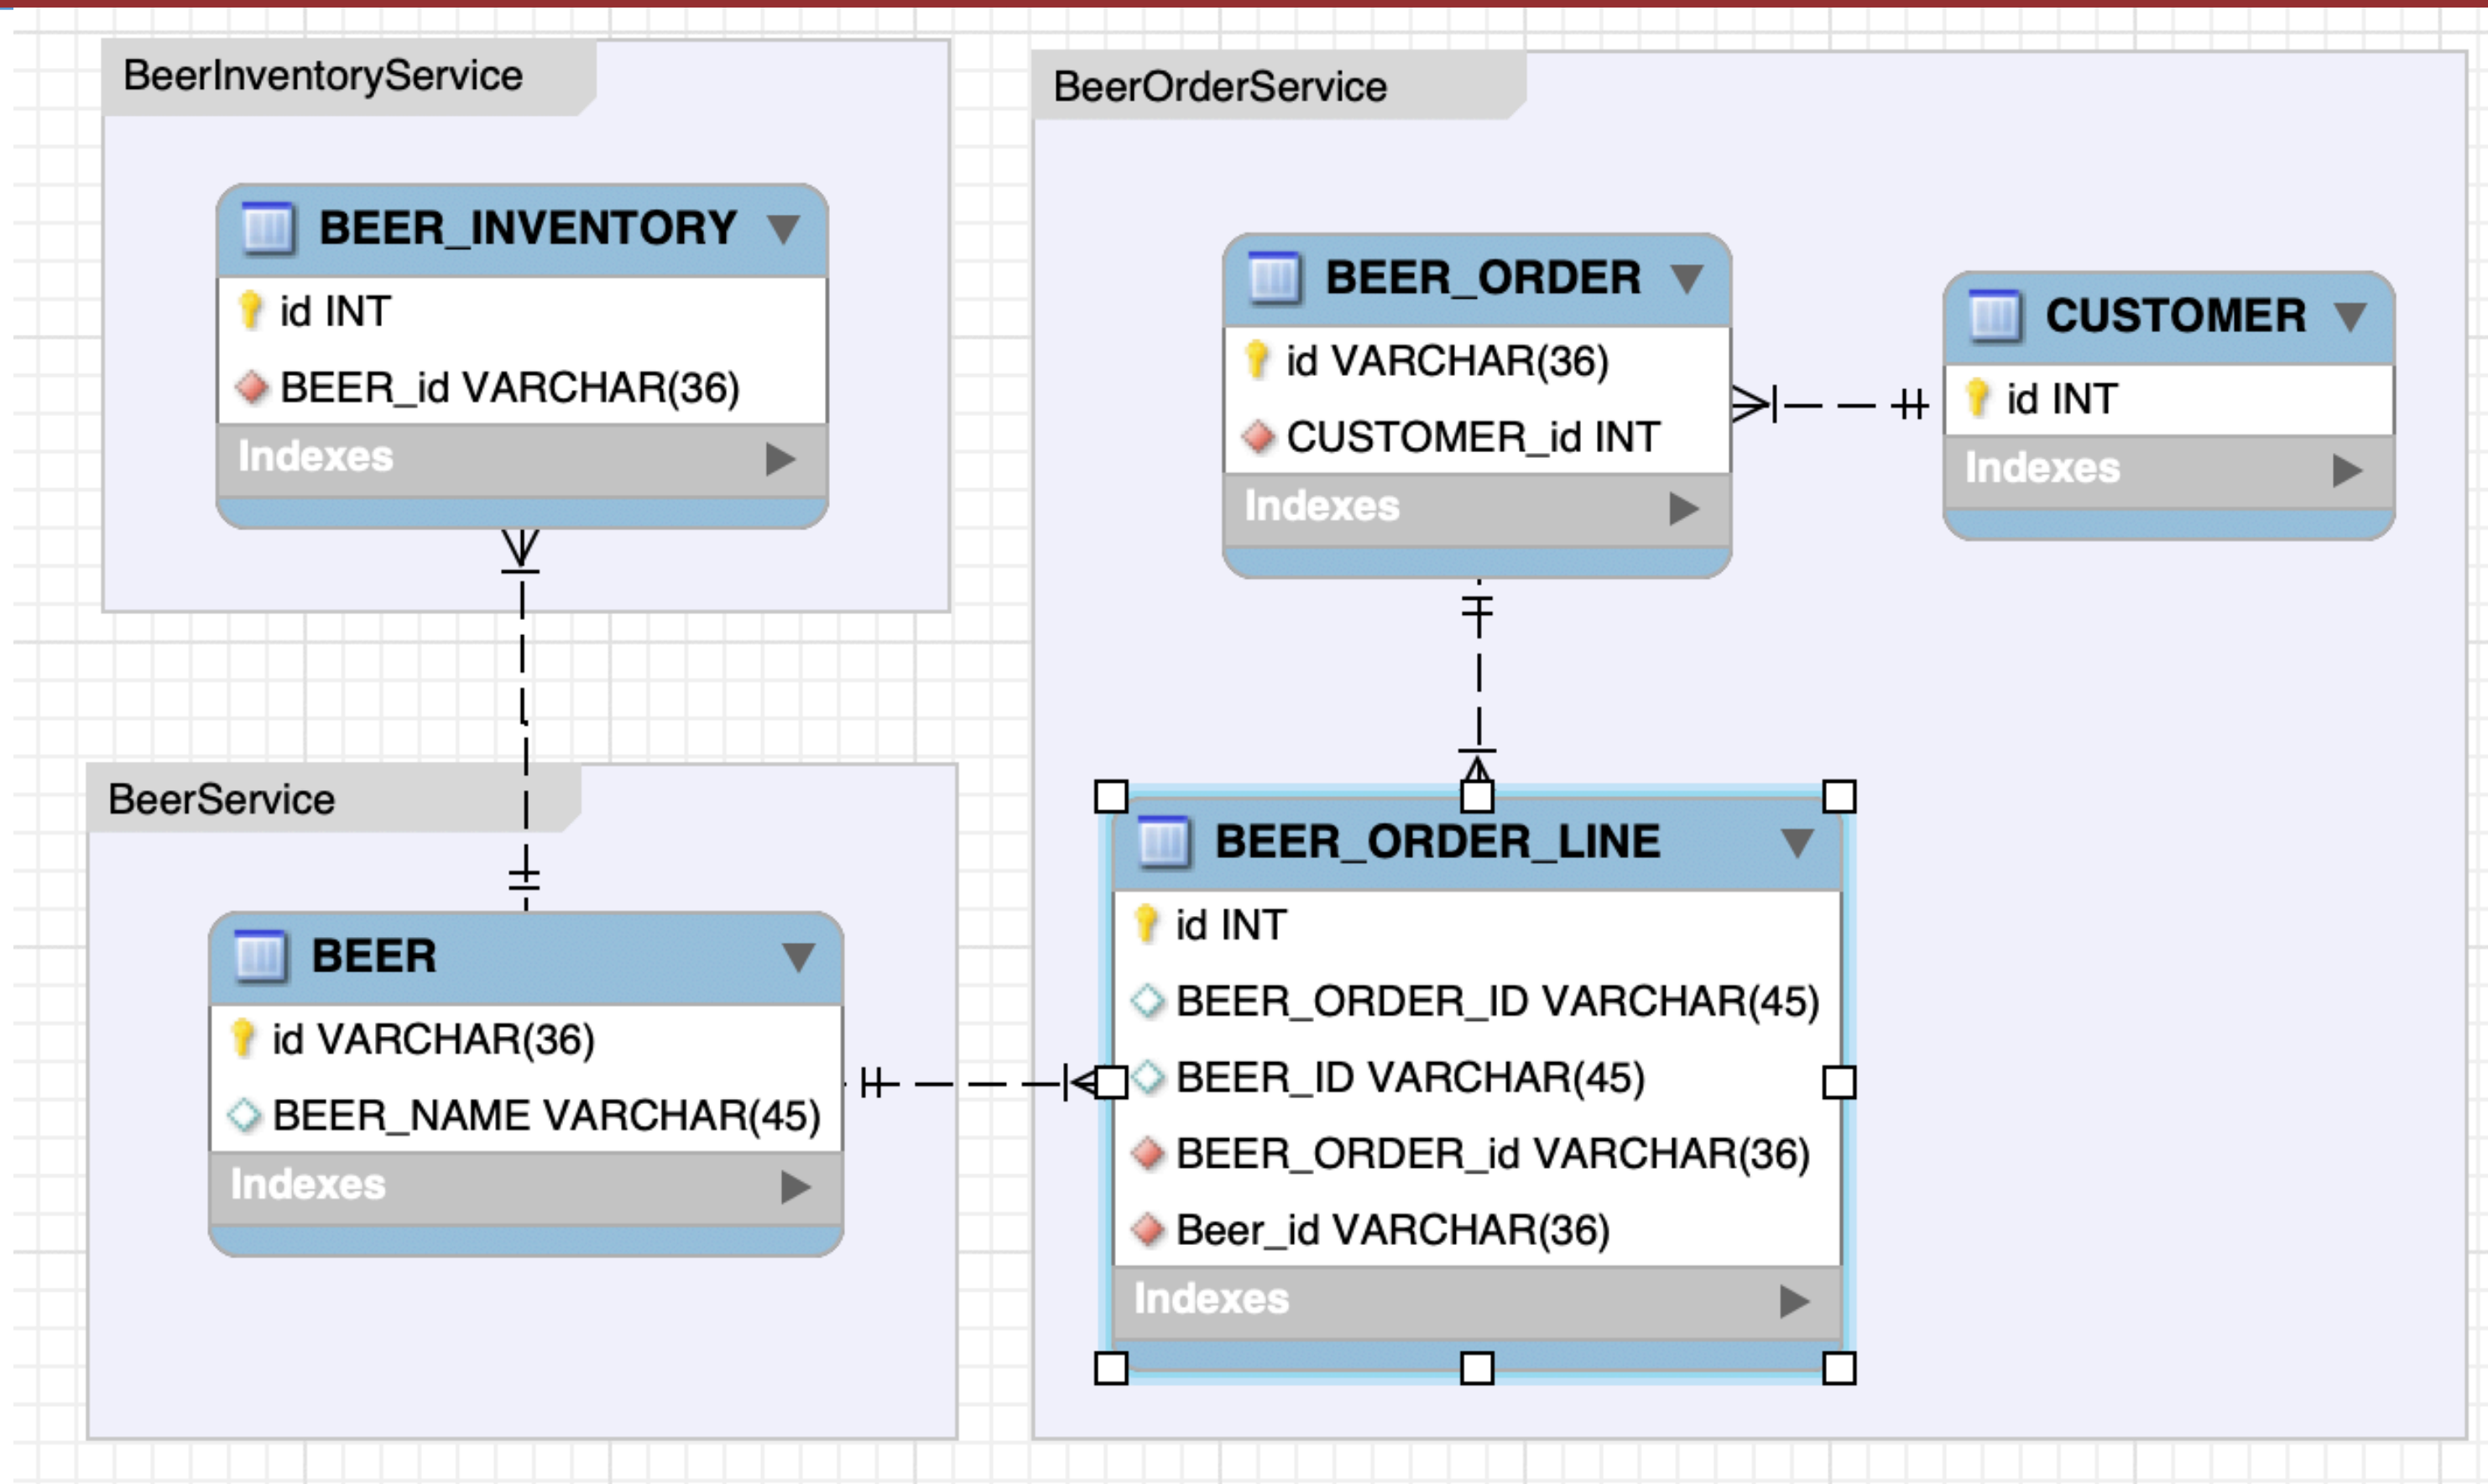 BeerInventoryService
BEER_INVENTORY
id INT
BEER_id VARCHAR(36)
Indexes
BeerService
BEER
id VARCHAR(36)
BEER_NAME VARCHAR(45)
Indexes
BeerOrderService
BEER_ORDER
id VARCHAR(36)
CUSTOMER_id INT
Indexes
CUSTOMER
id INT
Indexes
BEER_ORDER_LINE
id INT
BEER_ORDER_ID VARCHAR(45)
BEER_ID VARCHAR(45)
BEER_ORDER_id VARCHAR(36)
Beer_id VARCHAR(36)
Indexes